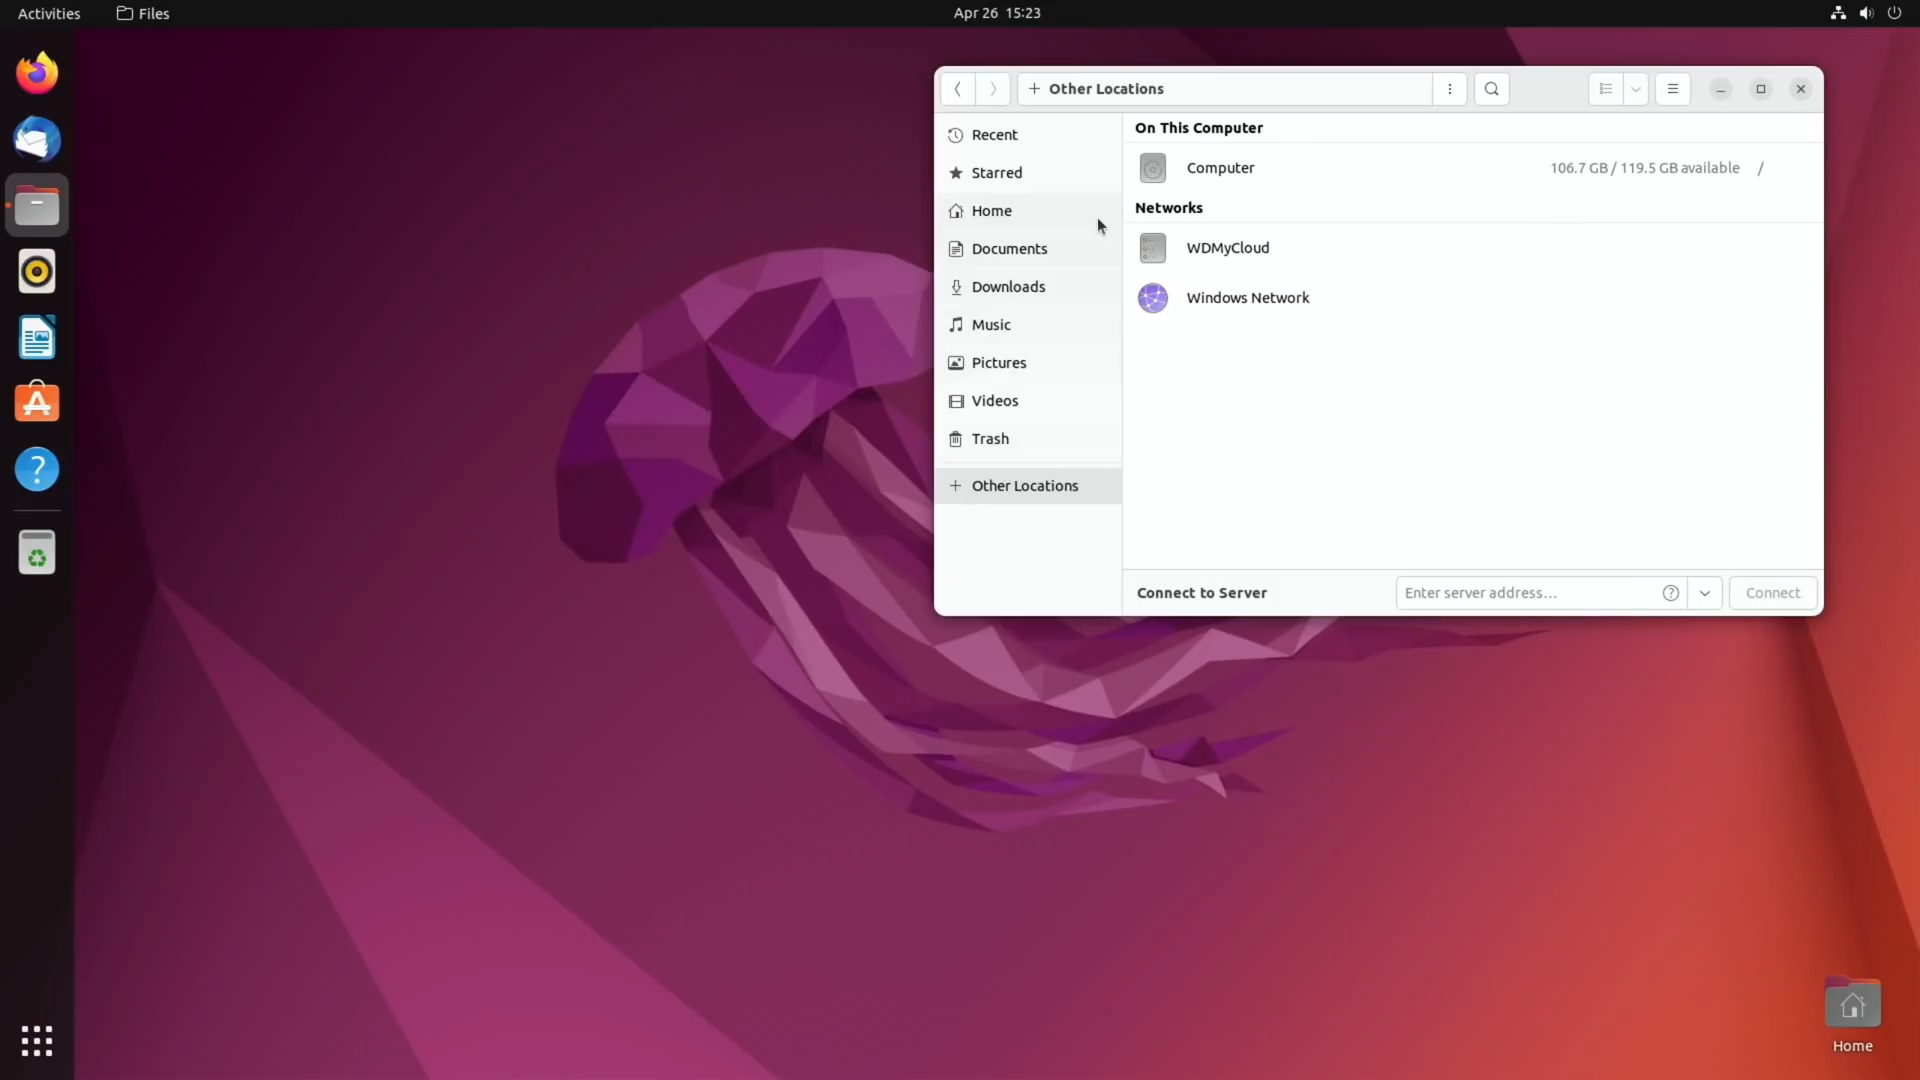 Activities
Files
Apr 26 15:23
Other Locations
Recent
Starred
Home
Documents
Downloads
Music
Pictures
Videos
Trash
Other Locations
On This Computer
Computer 106.7 GB / 119.5 GB available /
Networks
WDMyCloud
Windows Network
Connect to Server Enter server address… Connect
Home